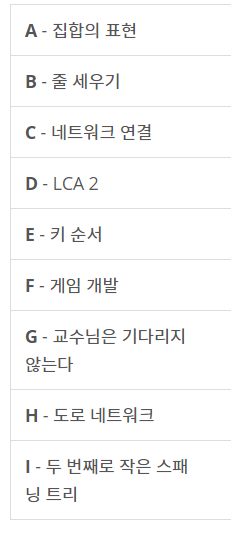 A - 집합의 표현
B - 줄 세우기
C - 네트워크 연결
D - LCA 2
E - 키 순서
F - 게임 개발
G - 교수님은 기다리지
않는다
H - 도로 네트워크
I - 두 번째로 작은 스패
닝 트리